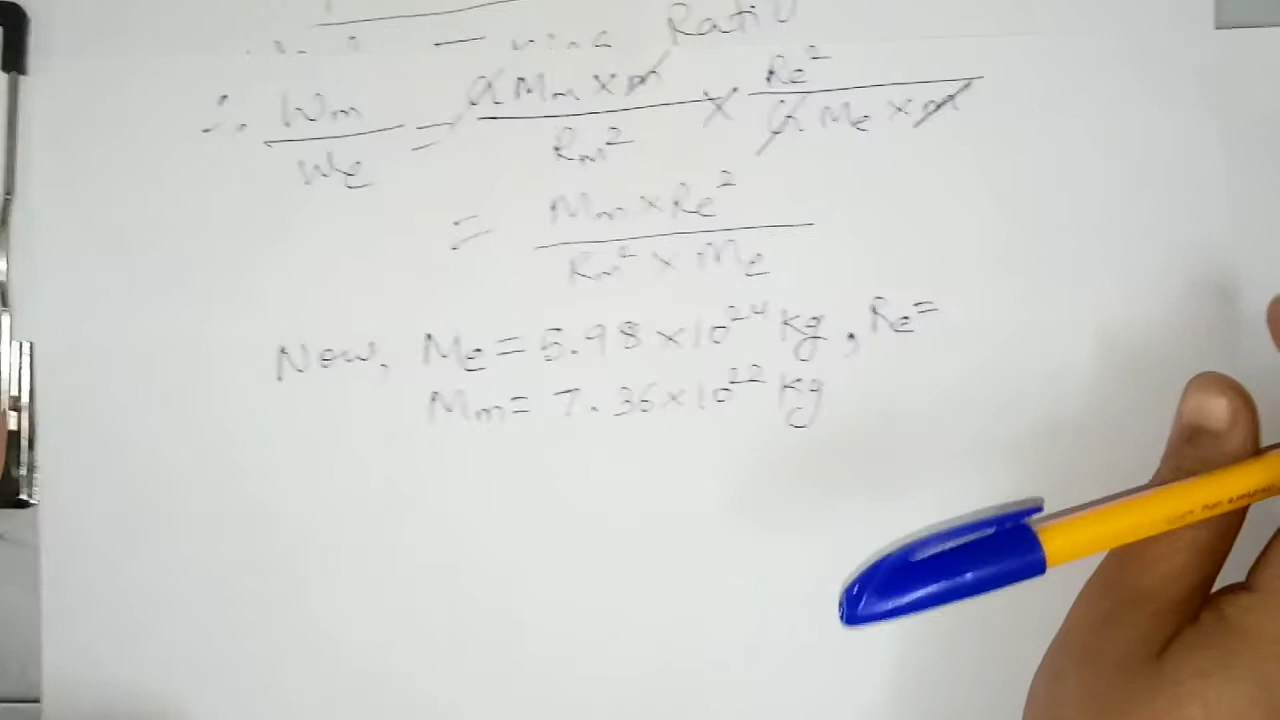 Ratio
∴ Wm / We = GMm × m / Rm² × Re² / GMe × m
= Mm × Re² / Rm² × Me
Now, Me = 5.98 × 10²⁴ kg, Re =
Mm = 7.36 × 10²² kg